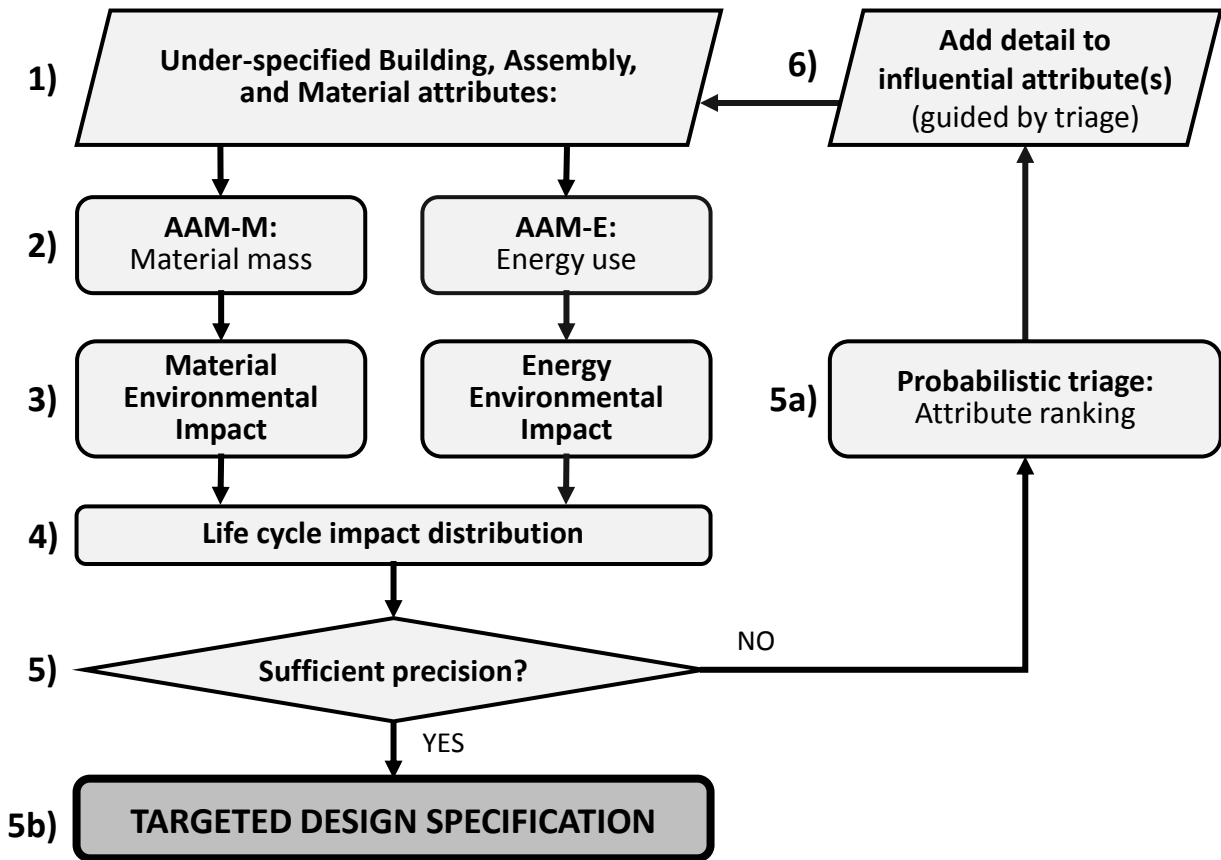 1)
Under-specified Building, Assembly,
and Material attributes:
6)
Add detail to
influential attribute(s)
(guided by triage)
2)
AAM-M:
Material mass
AAM-E:
Energy use
3)
Material
Environmental
Impact
Energy
Environmental
Impact
5a)
Probabilistic triage:
Attribute ranking
4)
Life cycle impact distribution
5)
Sufficient precision?
NO
YES
5b)
TARGETED DESIGN SPECIFICATION